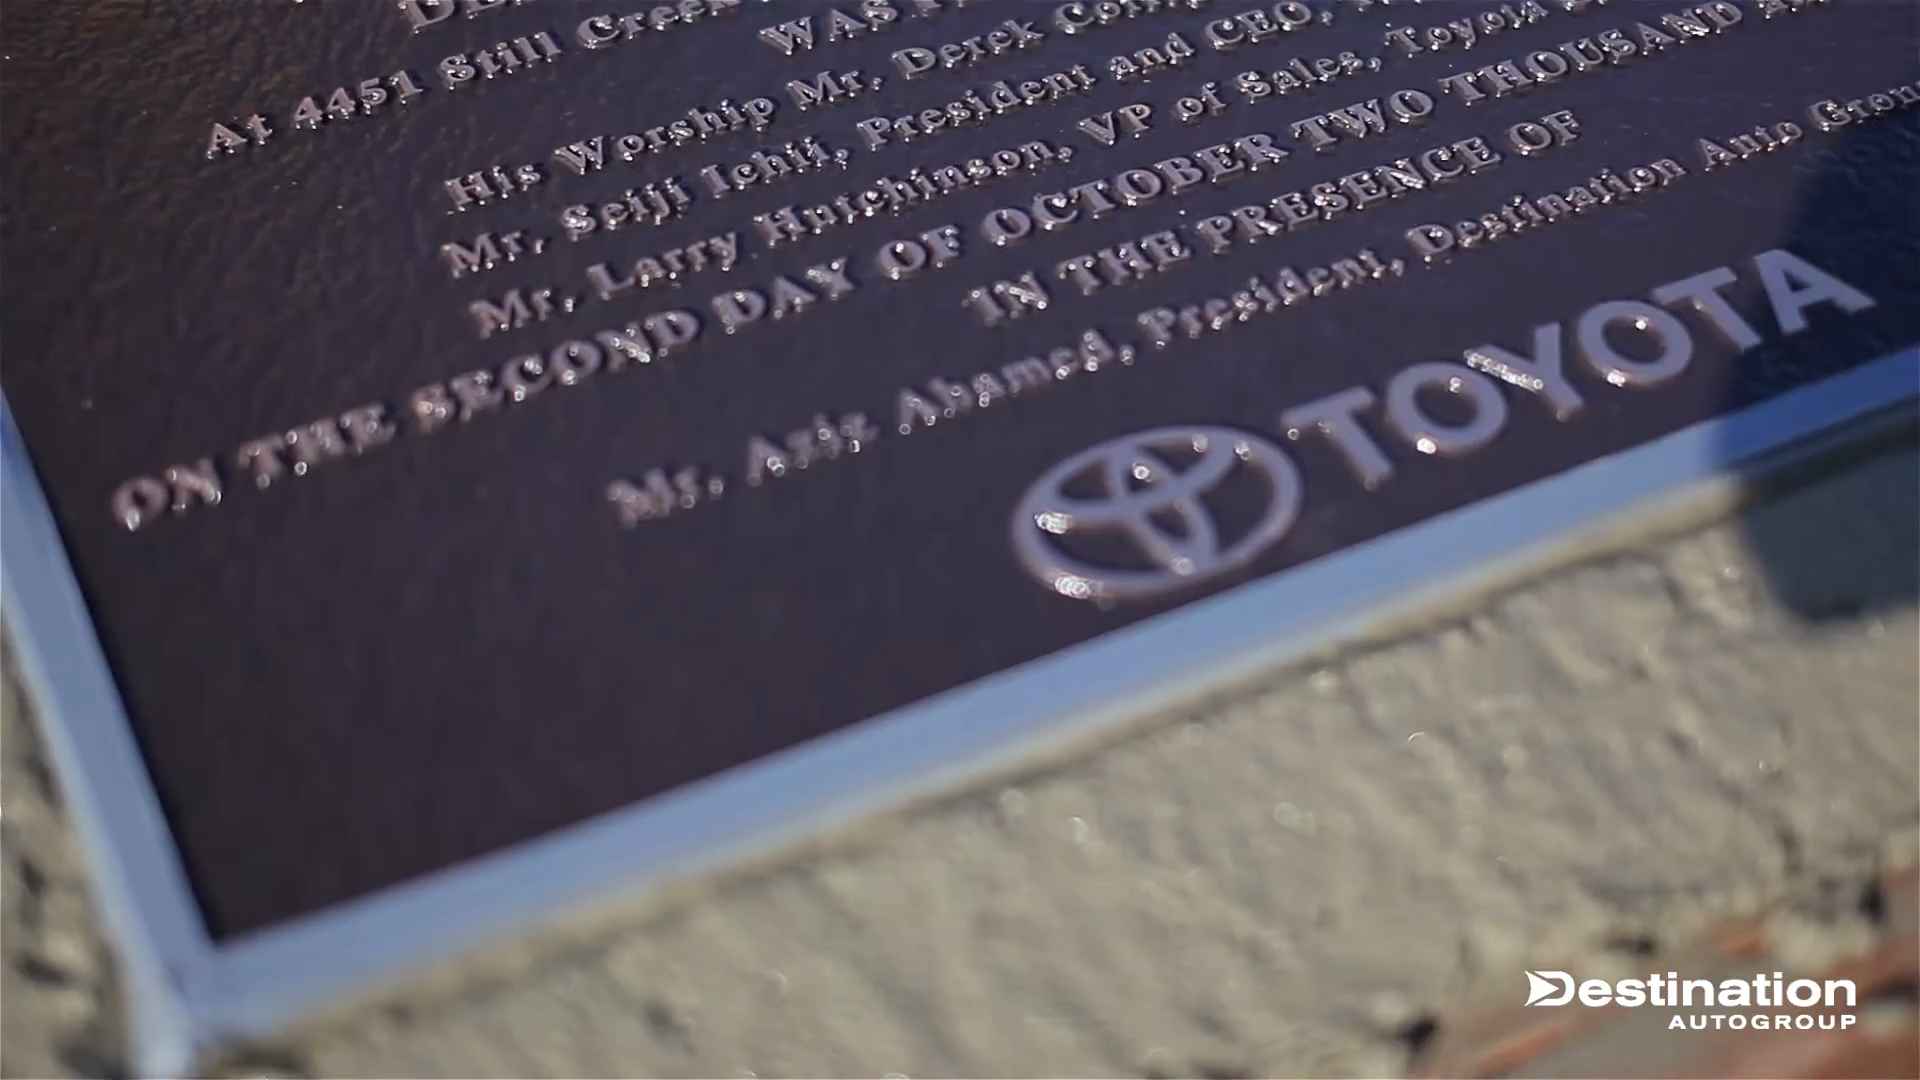 At 4451 Still Creek
WAS
His Worship Mr. Derek
Mr. Seiji Ichii, President and CEO,
Mr. Larry Hutchinson, VP of Sales, Toyota
ON THE SECOND DAY OF OCTOBER TWO THOUSAND
IN THE PRESENCE OF
Mr. Aziz Ahamed, President, Destination Auto Group
TOYOTA
Destination
AUTOGROUP